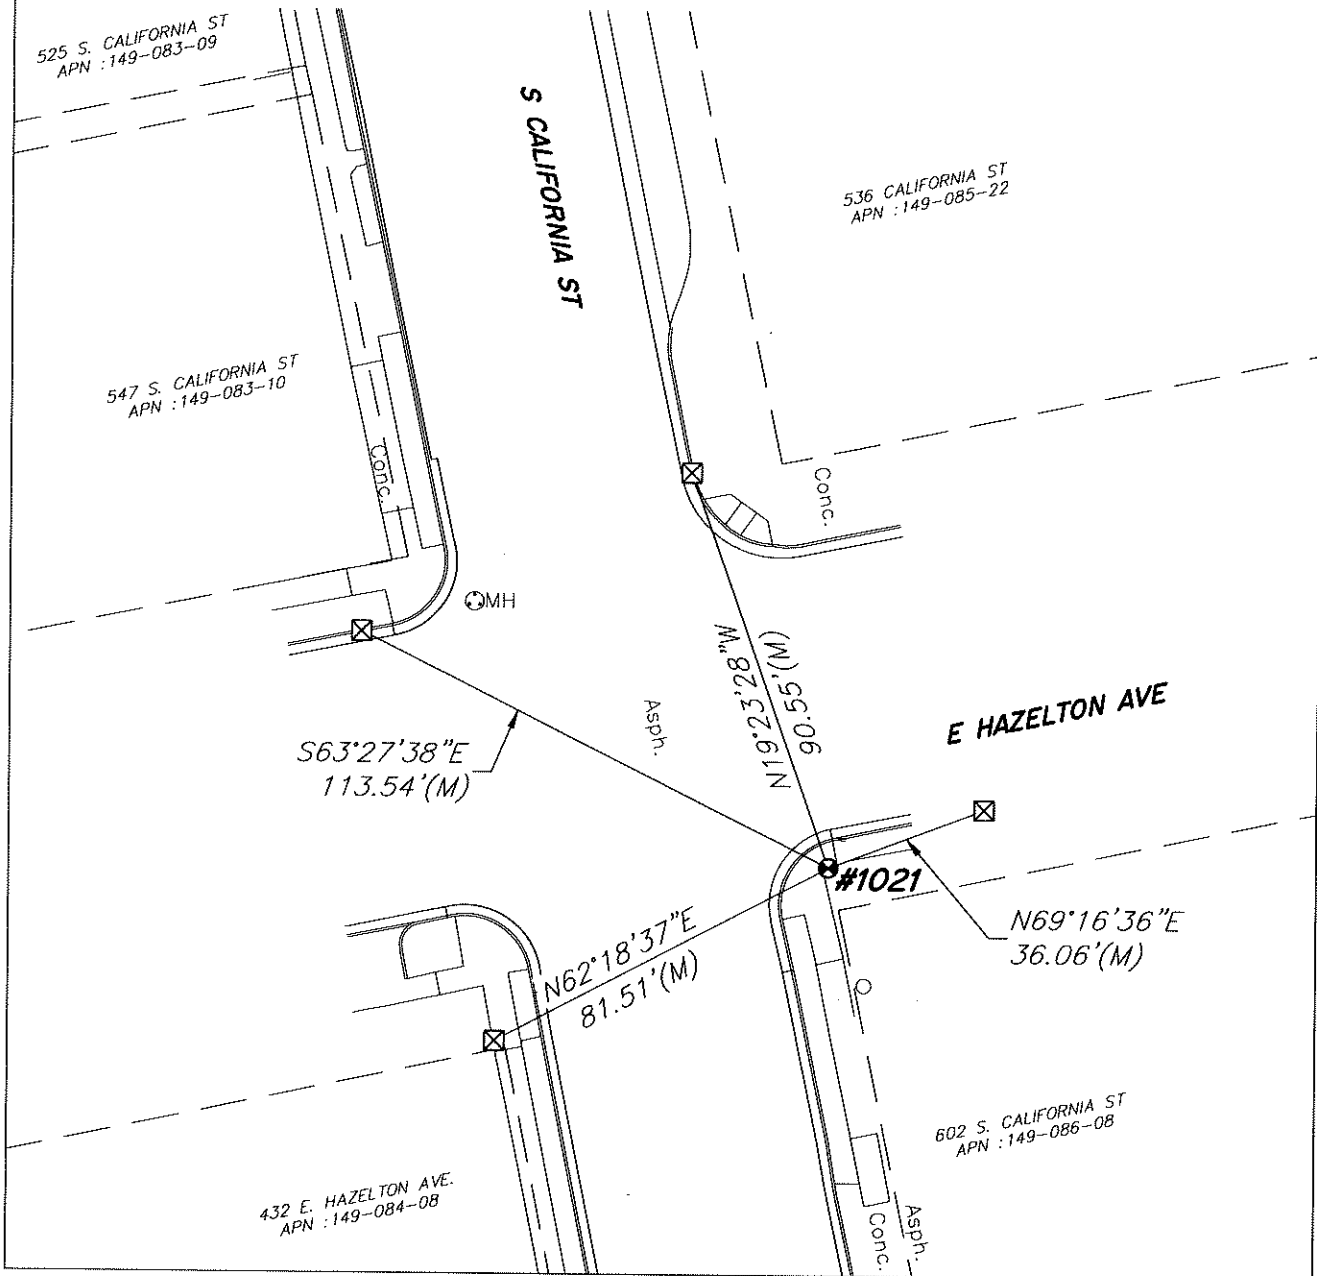 525 S. CALIFORNIA ST
APN :149-083-09
S CALIFORNIA ST
536 CALIFORNIA ST
APN :149-085-22
547 S. CALIFORNIA ST
APN :149-083-10
Conc.
Conc.
MH
N19°23'28"W
90.55'(M)
Asph.
E HAZELTON AVE
S63°27'38"E
113.54'(M)
#1021
N69°16'36"E
36.06'(M)
N62°18'37"E
81.51'(M)
602 S. CALIFORNIA ST
APN :149-086-08
432 E. HAZELTON AVE.
APN :149-084-08
Conc.
Asph.